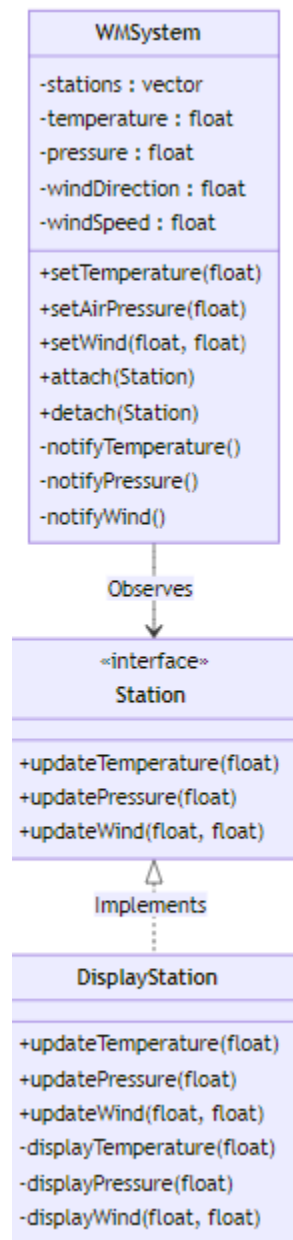 WMSystem
-stations : vector
-temperature : float
-pressure : float
-windDirection : float
-windSpeed : float
+setTemperature(float)
+setAirPressure(float)
+setWind(float, float)
+attach(Station)
+detach(Station)
-notifyTemperature()
-notifyPressure()
-notifyWind()
Observes
«interface»
Station
+updateTemperature(float)
+updatePressure(float)
+updateWind(float, float)
Implements
DisplayStation
+updateTemperature(float)
+updatePressure(float)
+updateWind(float, float)
-displayTemperature(float)
-displayPressure(float)
-displayWind(float, float)